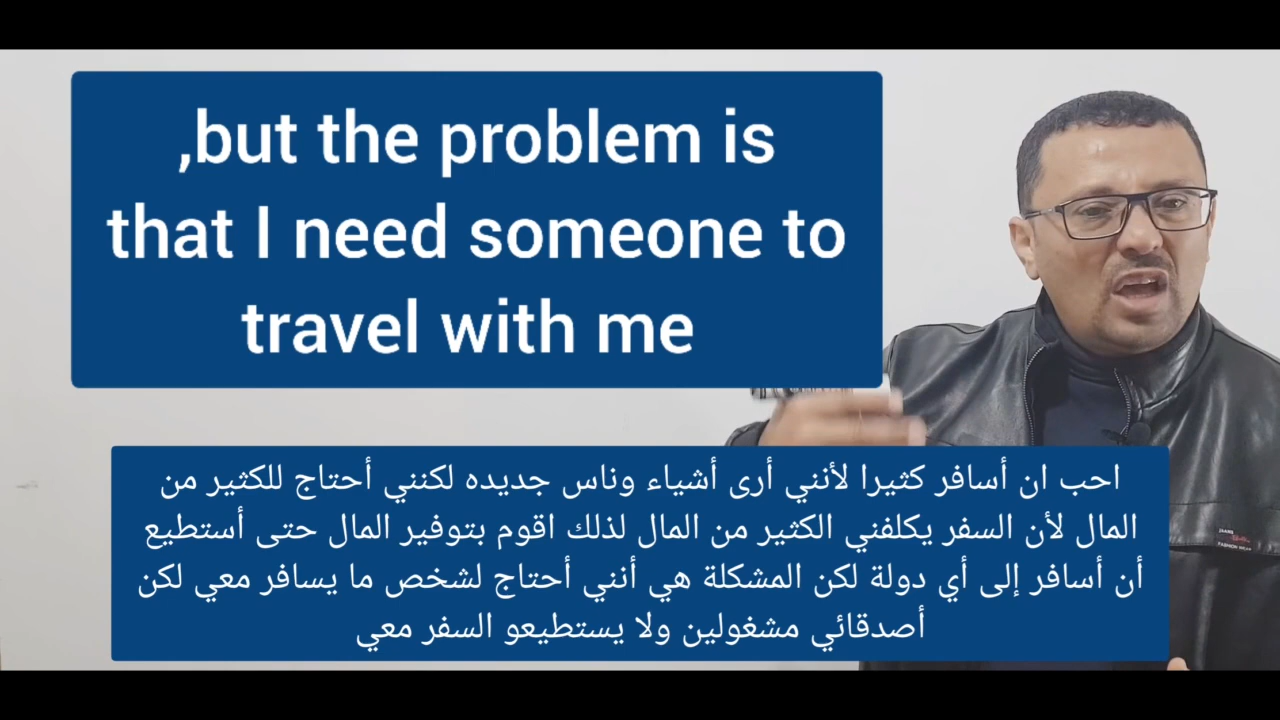 ,but the problem is
that I need someone to
travel with me
احب ان أسافر كثيرا لأنني أرى أشياء وناس جديده لكنني أحتاج للكثير من
المال لأن السفر يكلفني الكثير من المال لذلك اقوم بتوفير المال حتى أستطيع
أن أسافر إلى أي دولة لكن المشكلة هي أنني أحتاج لشخص ما يسافر معي لكن
أصدقائي مشغولين ولا يستطيعو السفر معي
JEANS
FASHION WEAR